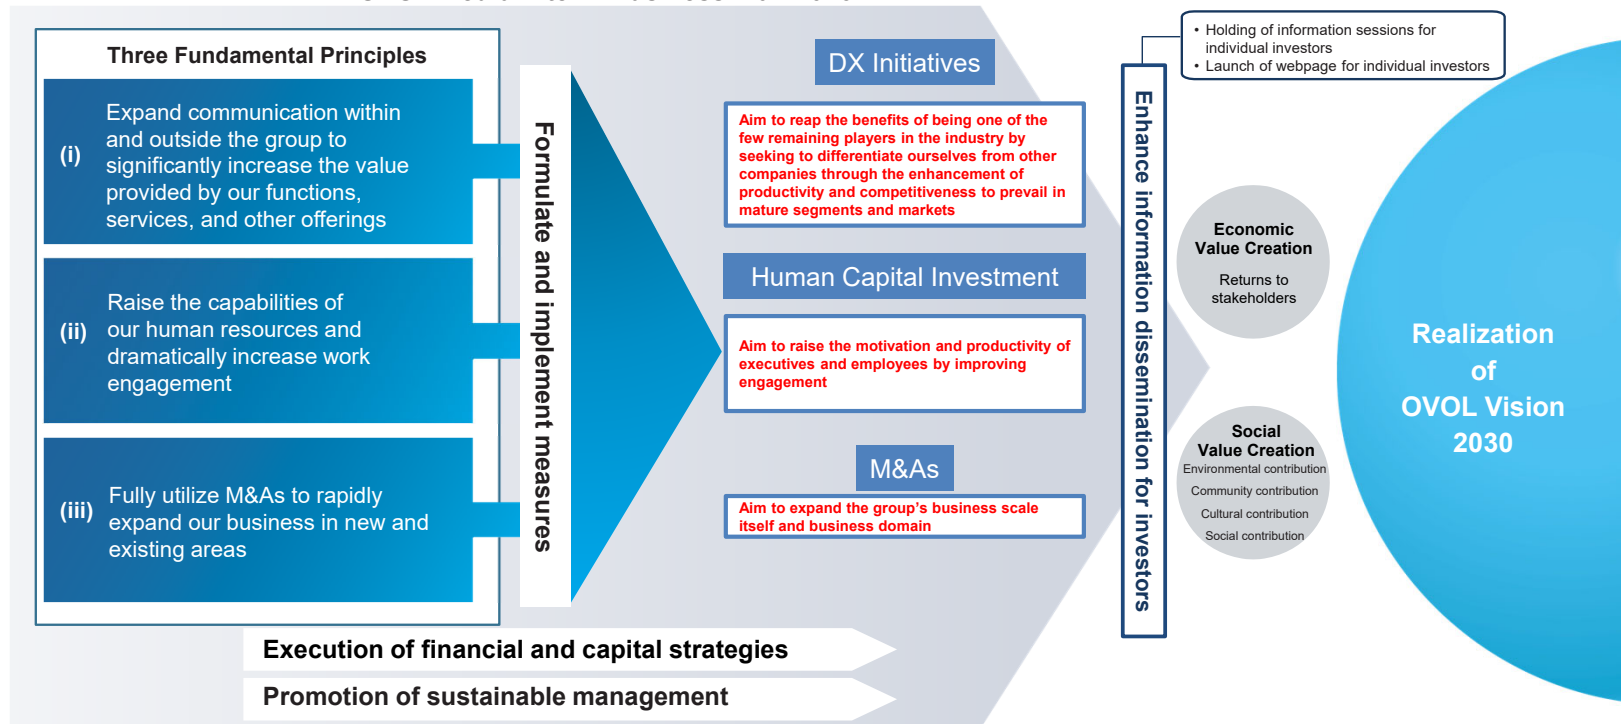 Three Fundamental Principles
(i)
Expand communication within
and outside the group to
significantly increase the value
provided by our functions,
services, and other offerings
(ii)
Raise the capabilities of
our human resources and
dramatically increase work
engagement
(iii)
Fully utilize M&As to rapidly
expand our business in new and
existing areas
Formulate and implement measures
DX Initiatives
Aim to reap the benefits of being one of the
few remaining players in the industry by
seeking to differentiate ourselves from other
companies through the enhancement of
productivity and competitiveness to prevail in
mature segments and markets
Human Capital Investment
Aim to raise the motivation and productivity of
executives and employees by improving
engagement
M&As
Aim to expand the group's business scale
itself and business domain
Execution of financial and capital strategies
Promotion of sustainable management
Enhance information dissemination for investors
• Holding of information sessions for
individual investors
• Launch of webpage for individual investors
Economic
Value Creation
Returns to
stakeholders
Social
Value Creation
Environmental contribution
Community contribution
Cultural contribution
Social contribution
Realization
of
OVOL Vision
2030